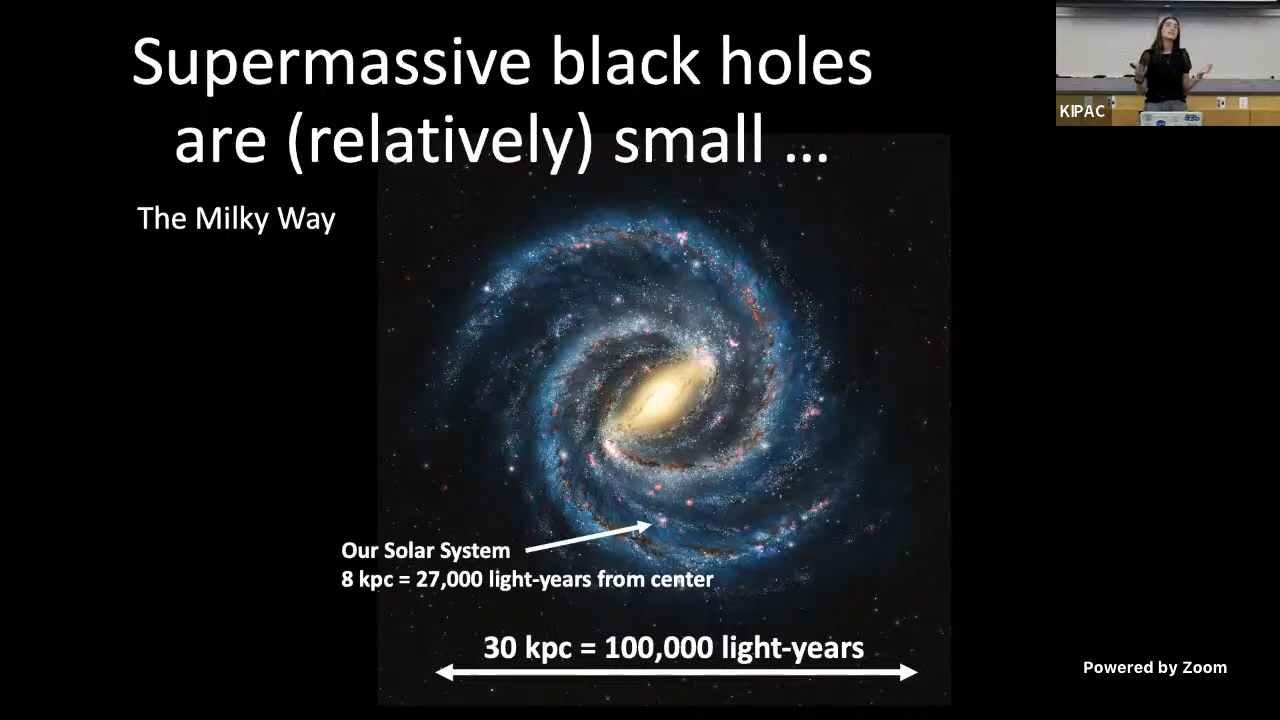 Supermassive black holes
are (relatively) small ...
KIPAC
The Milky Way
Our Solar System
8 kpc = 27,000 light-years from center
30 kpc = 100,000 light-years
Powered by Zoom